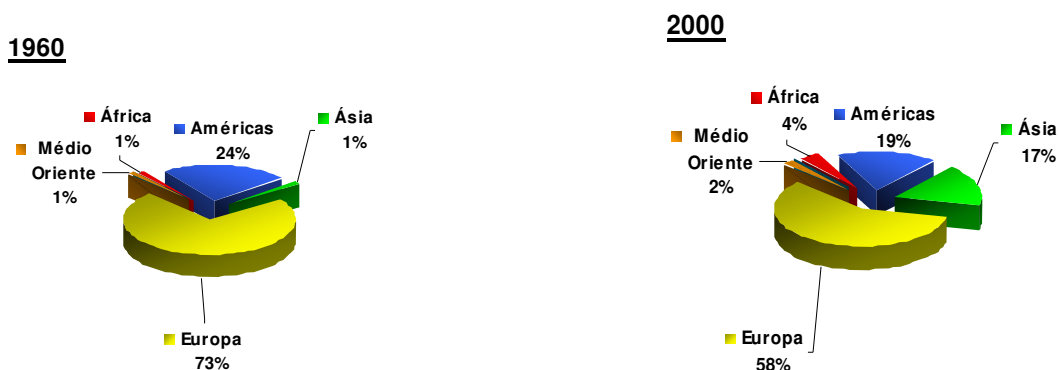 1960
África
1%
Américas
24%
Ásia
1%
Médio
Oriente
1%
Europa
73%
2000
África
4%
Américas
19%
Ásia
17%
Médio
Oriente
2%
Europa
58%